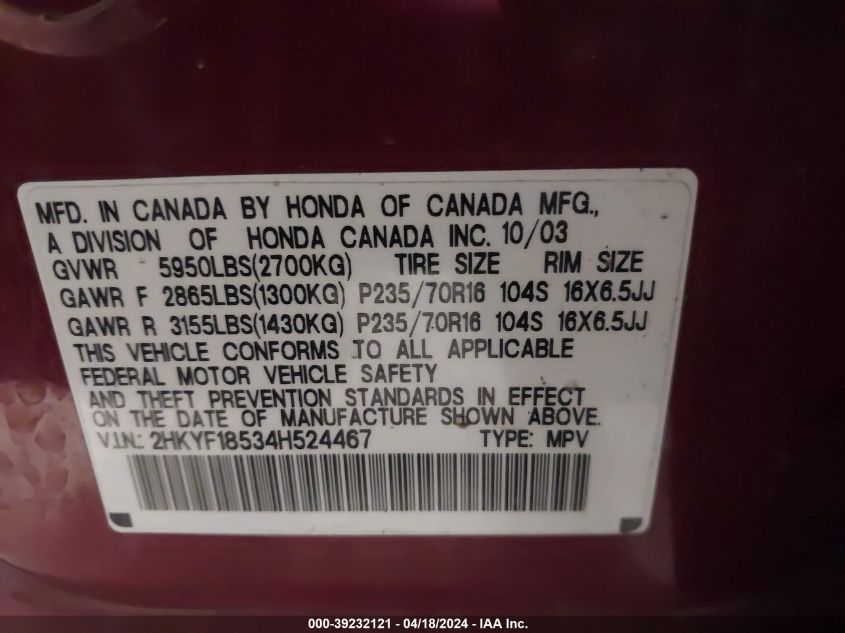 MFD. IN CANADA BY HONDA OF CANADA MFG.,
A DIVISION OF HONDA CANADA INC. 10/03
GVWR 5950LBS(2700KG) TIRE SIZE RIM SIZE
GAWR F 2865LBS(1300KG) P235/70R16 104S 16X6.5JJ
GAWR R 3155LBS(1430KG) P235/70R16 104S 16X6.5JJ
THIS VEHICLE CONFORMS TO ALL APPLICABLE
FEDERAL MOTOR VEHICLE SAFETY
AND THEFT PREVENTION STANDARDS IN EFFECT
ON THE DATE OF MANUFACTURE SHOWN ABOVE.
V.I.N.: 2HKYF18534H524467 TYPE: MPV
000-39232121 - 04/18/2024 - IAA Inc.